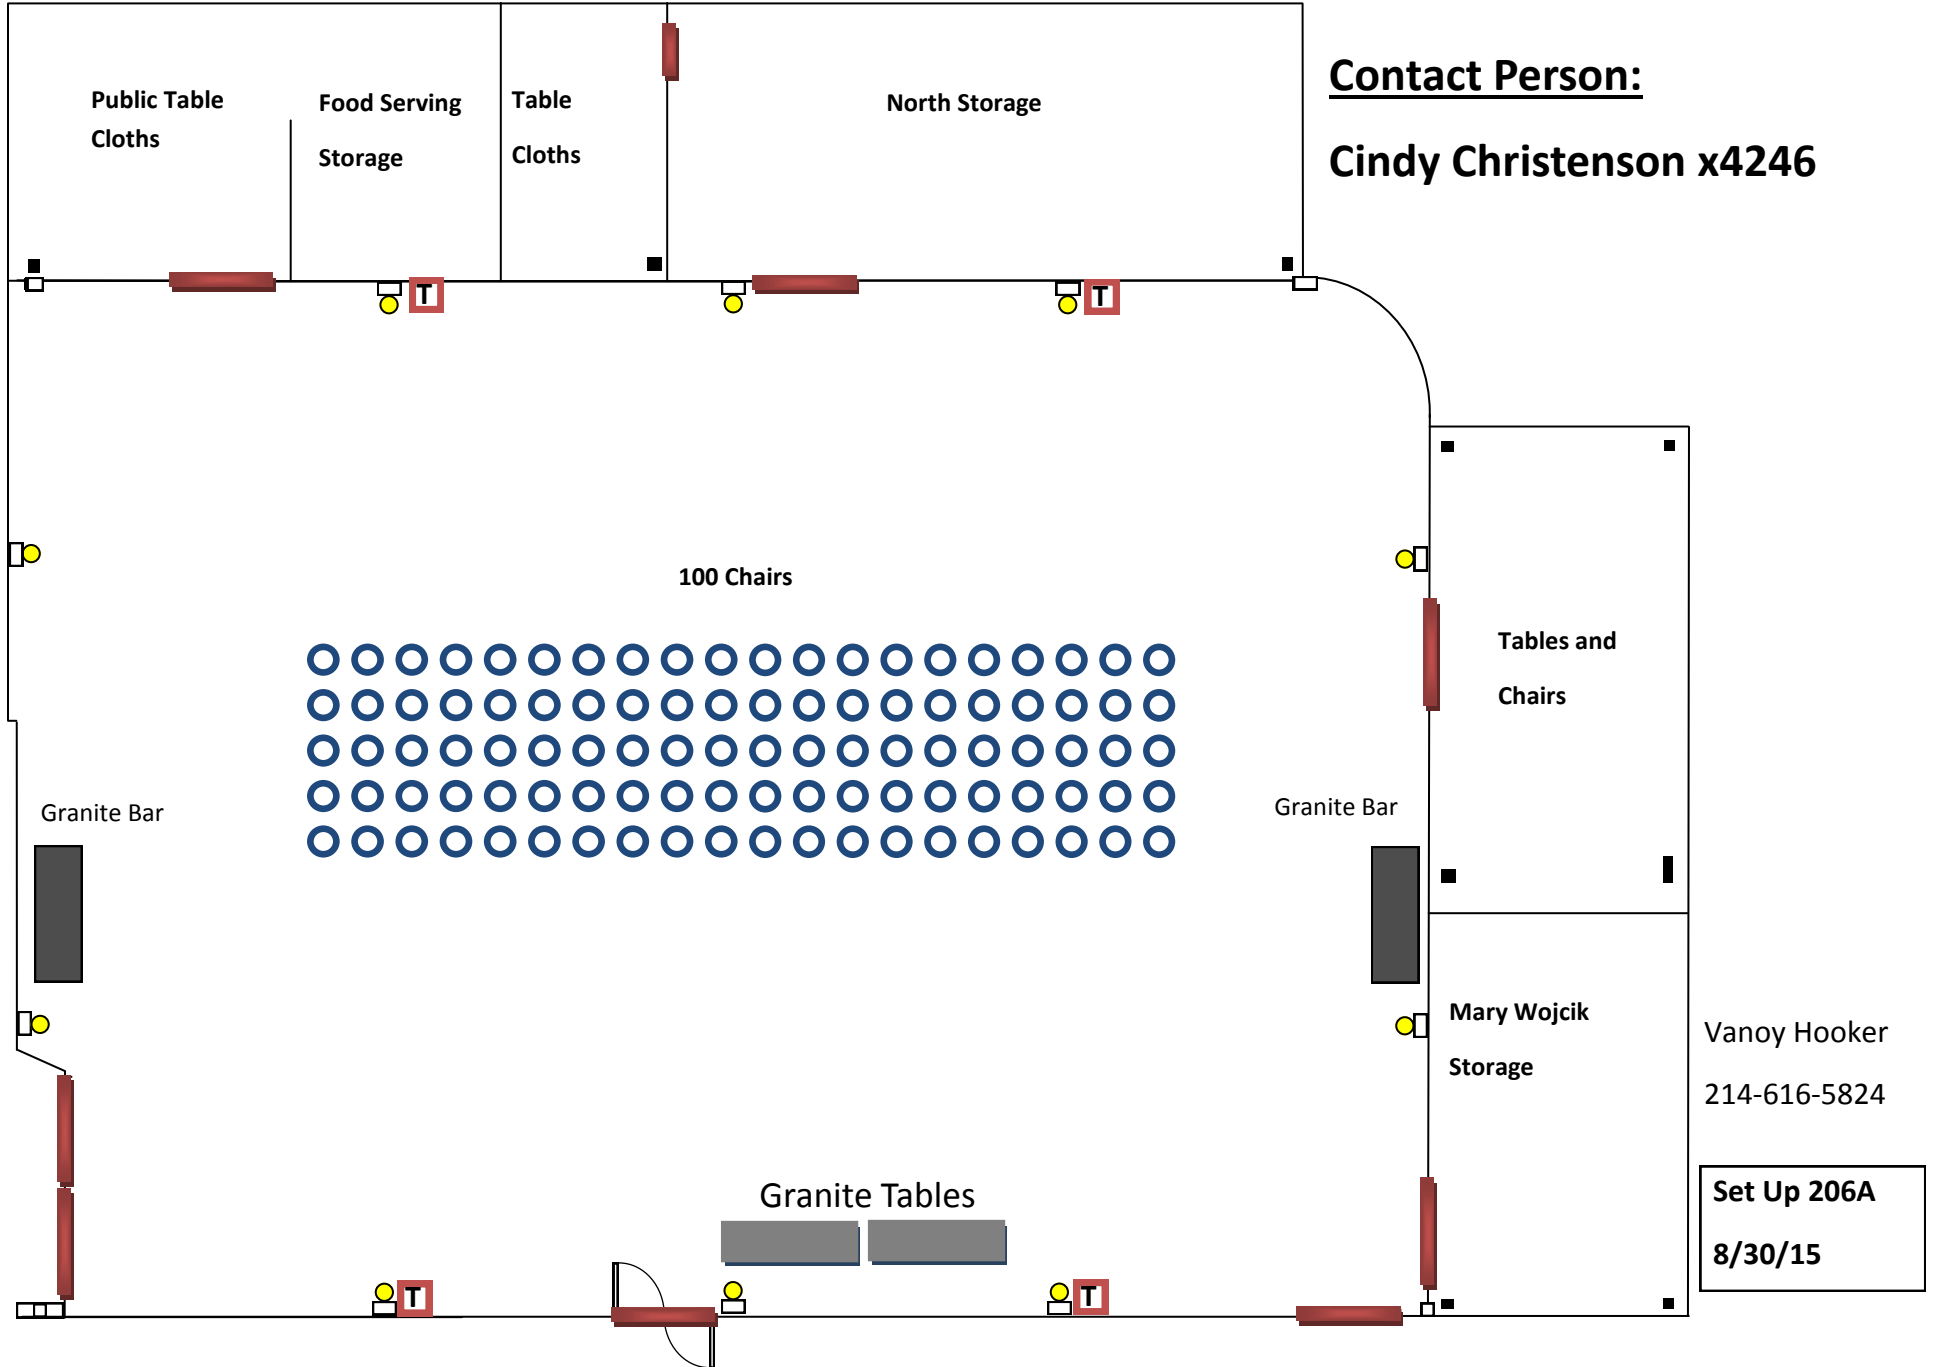 Contact Person:
Cindy Christenson x4246
Public Table
Cloths
Food Serving
Storage
Table
Cloths
North Storage
T
T
100 Chairs
Tables and
Chairs
Granite Bar
Granite Bar
Mary Wojcik
Storage
Vanoy Hooker
214-616-5824
Granite Tables
Set Up 206A
8/30/15
T
T